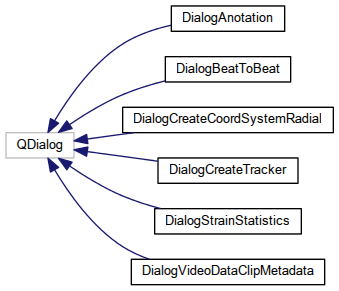 DialogAnotation
DialogBeatToBeat
DialogCreateCoordSystemRadial
QDialog
DialogCreateTracker
DialogStrainStatistics
DialogVideoDataClipMetadata